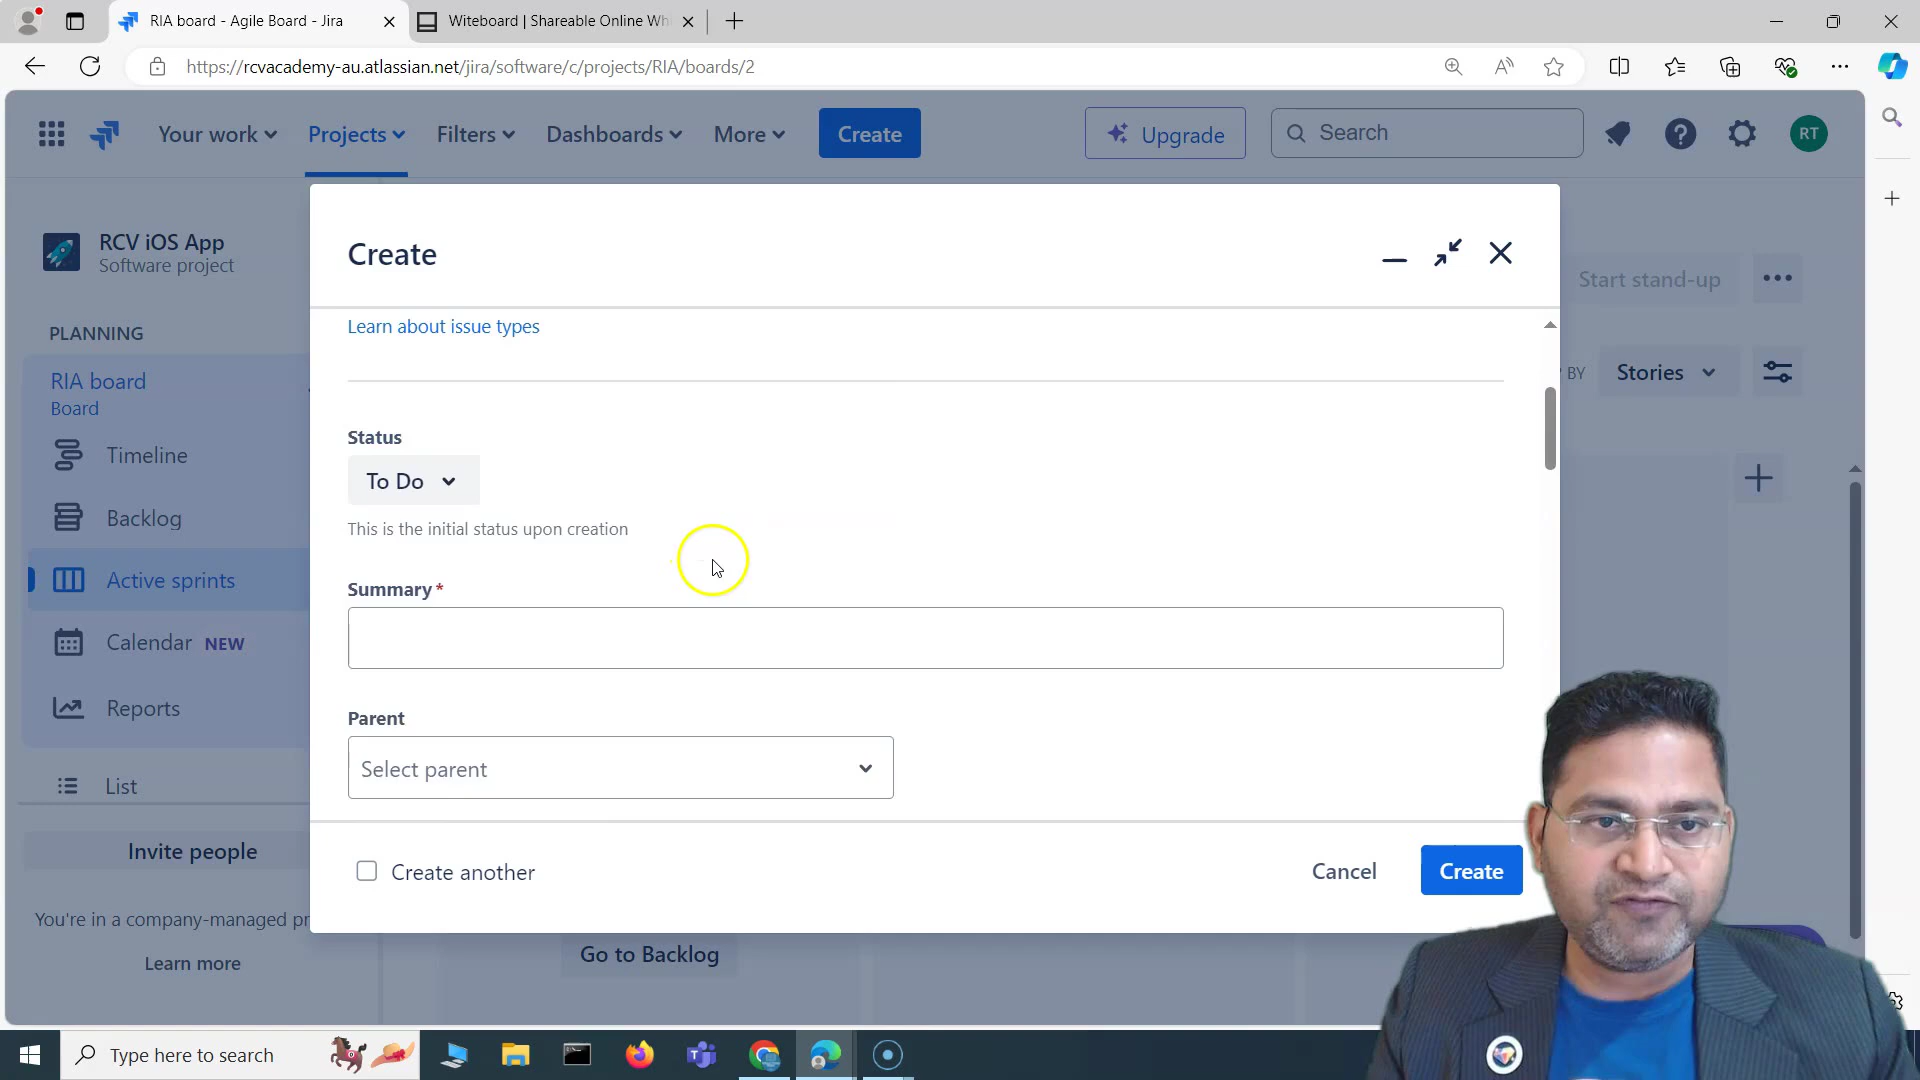 RIA board - Agile Board - Jira
Witeboard | Shareable Online Wh
https://rcvacademy-au.atlassian.net/jira/software/c/projects/RIA/boards/2
Your work
Projects
Filters
Dashboards
More
Create
Upgrade
Search
RT
RCV iOS App
Software project
PLANNING
RIA board
Board
Timeline
Backlog
Active sprints
Calendar NEW
Reports
List
Invite people
You're in a company-managed pr
Learn more
Start stand-up
BY
Stories
Create
Learn about issue types
Status
To Do
This is the initial status upon creation
Summary*
Parent
Select parent
Create another
Cancel
Create
Go to Backlog
Type here to search